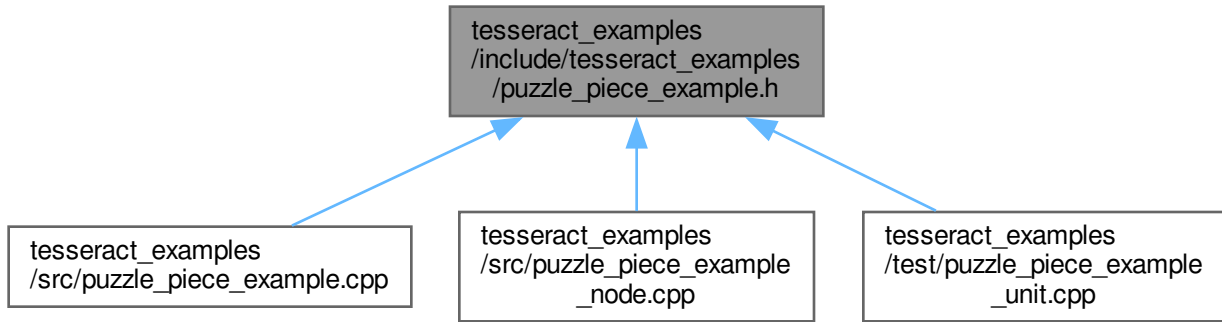 tesseract_examples
/include/tesseract_examples
/puzzle_piece_example.h
tesseract_examples
/src/puzzle_piece_example.cpp
tesseract_examples
/src/puzzle_piece_example
_node.cpp
tesseract_examples
/test/puzzle_piece_example
_unit.cpp